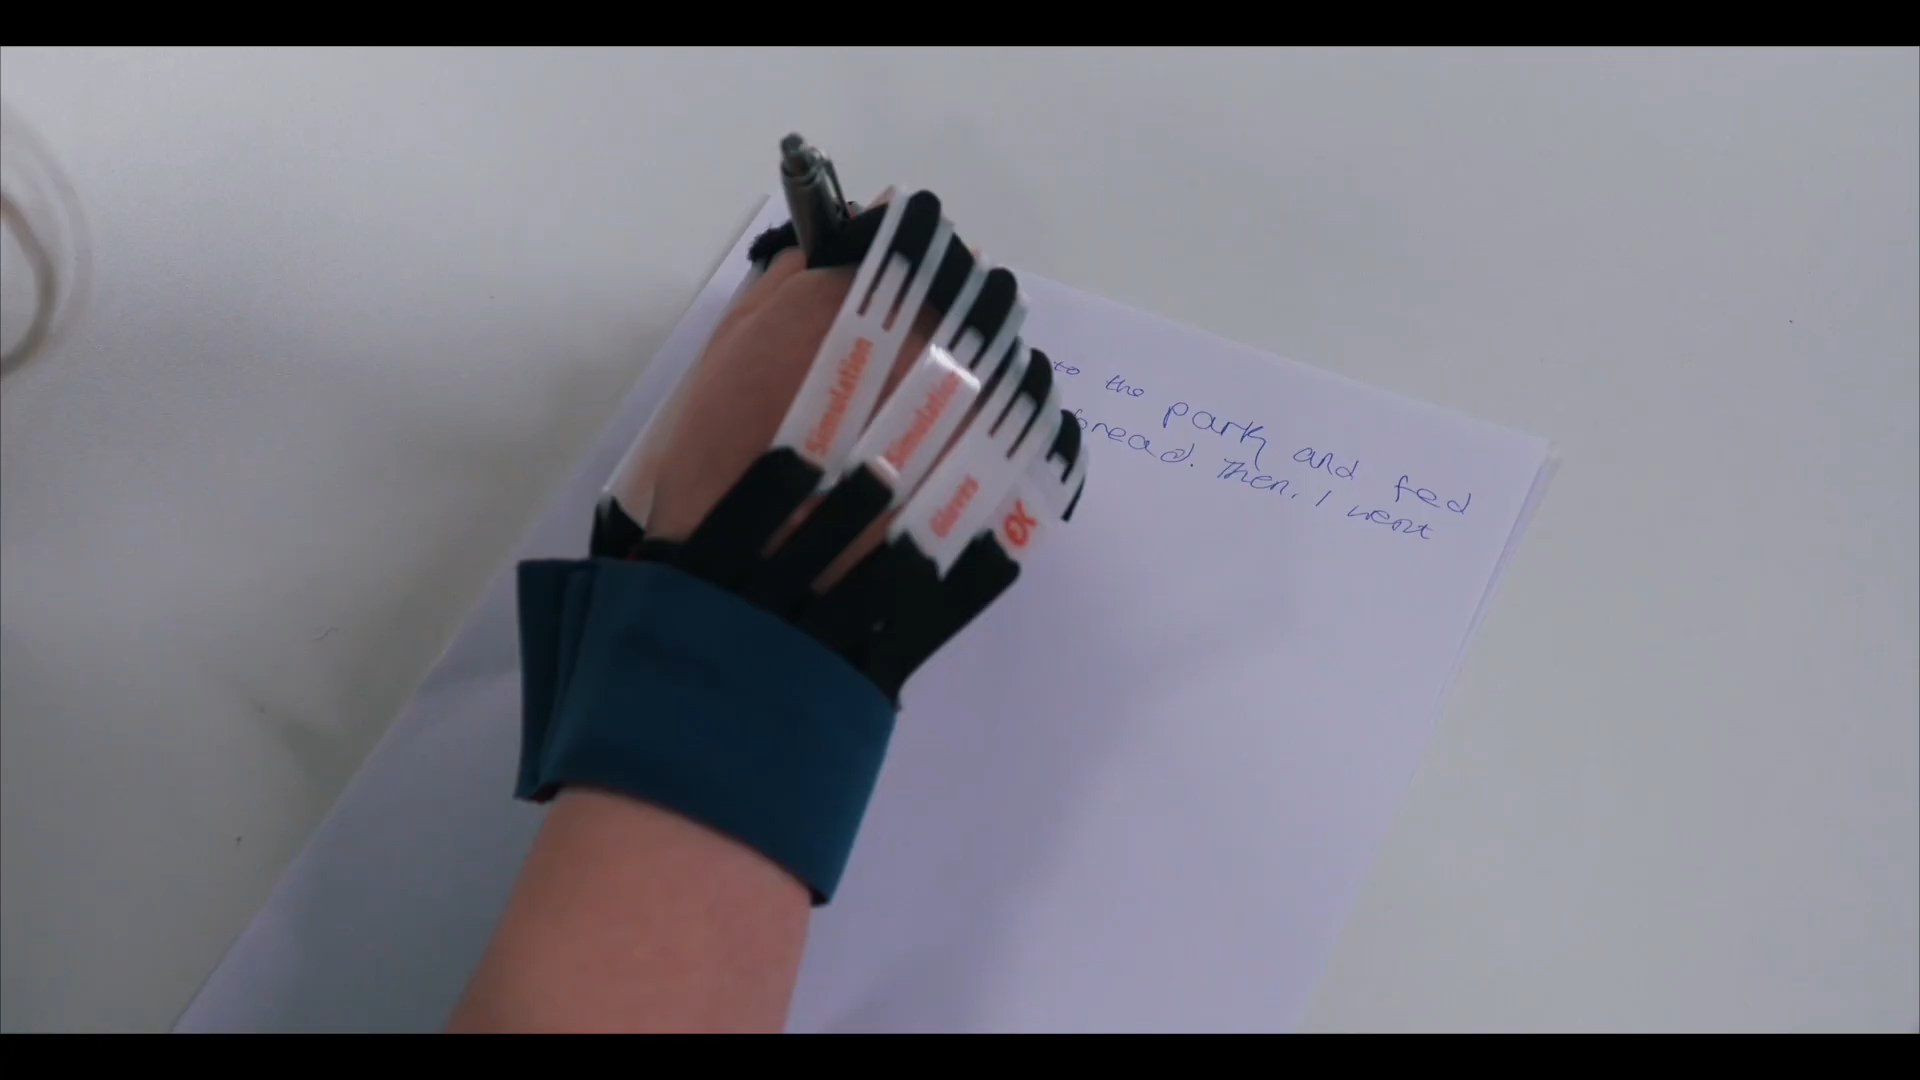 to the park and fed
bread. Then, I went
Simulation
Simulation
Gloves